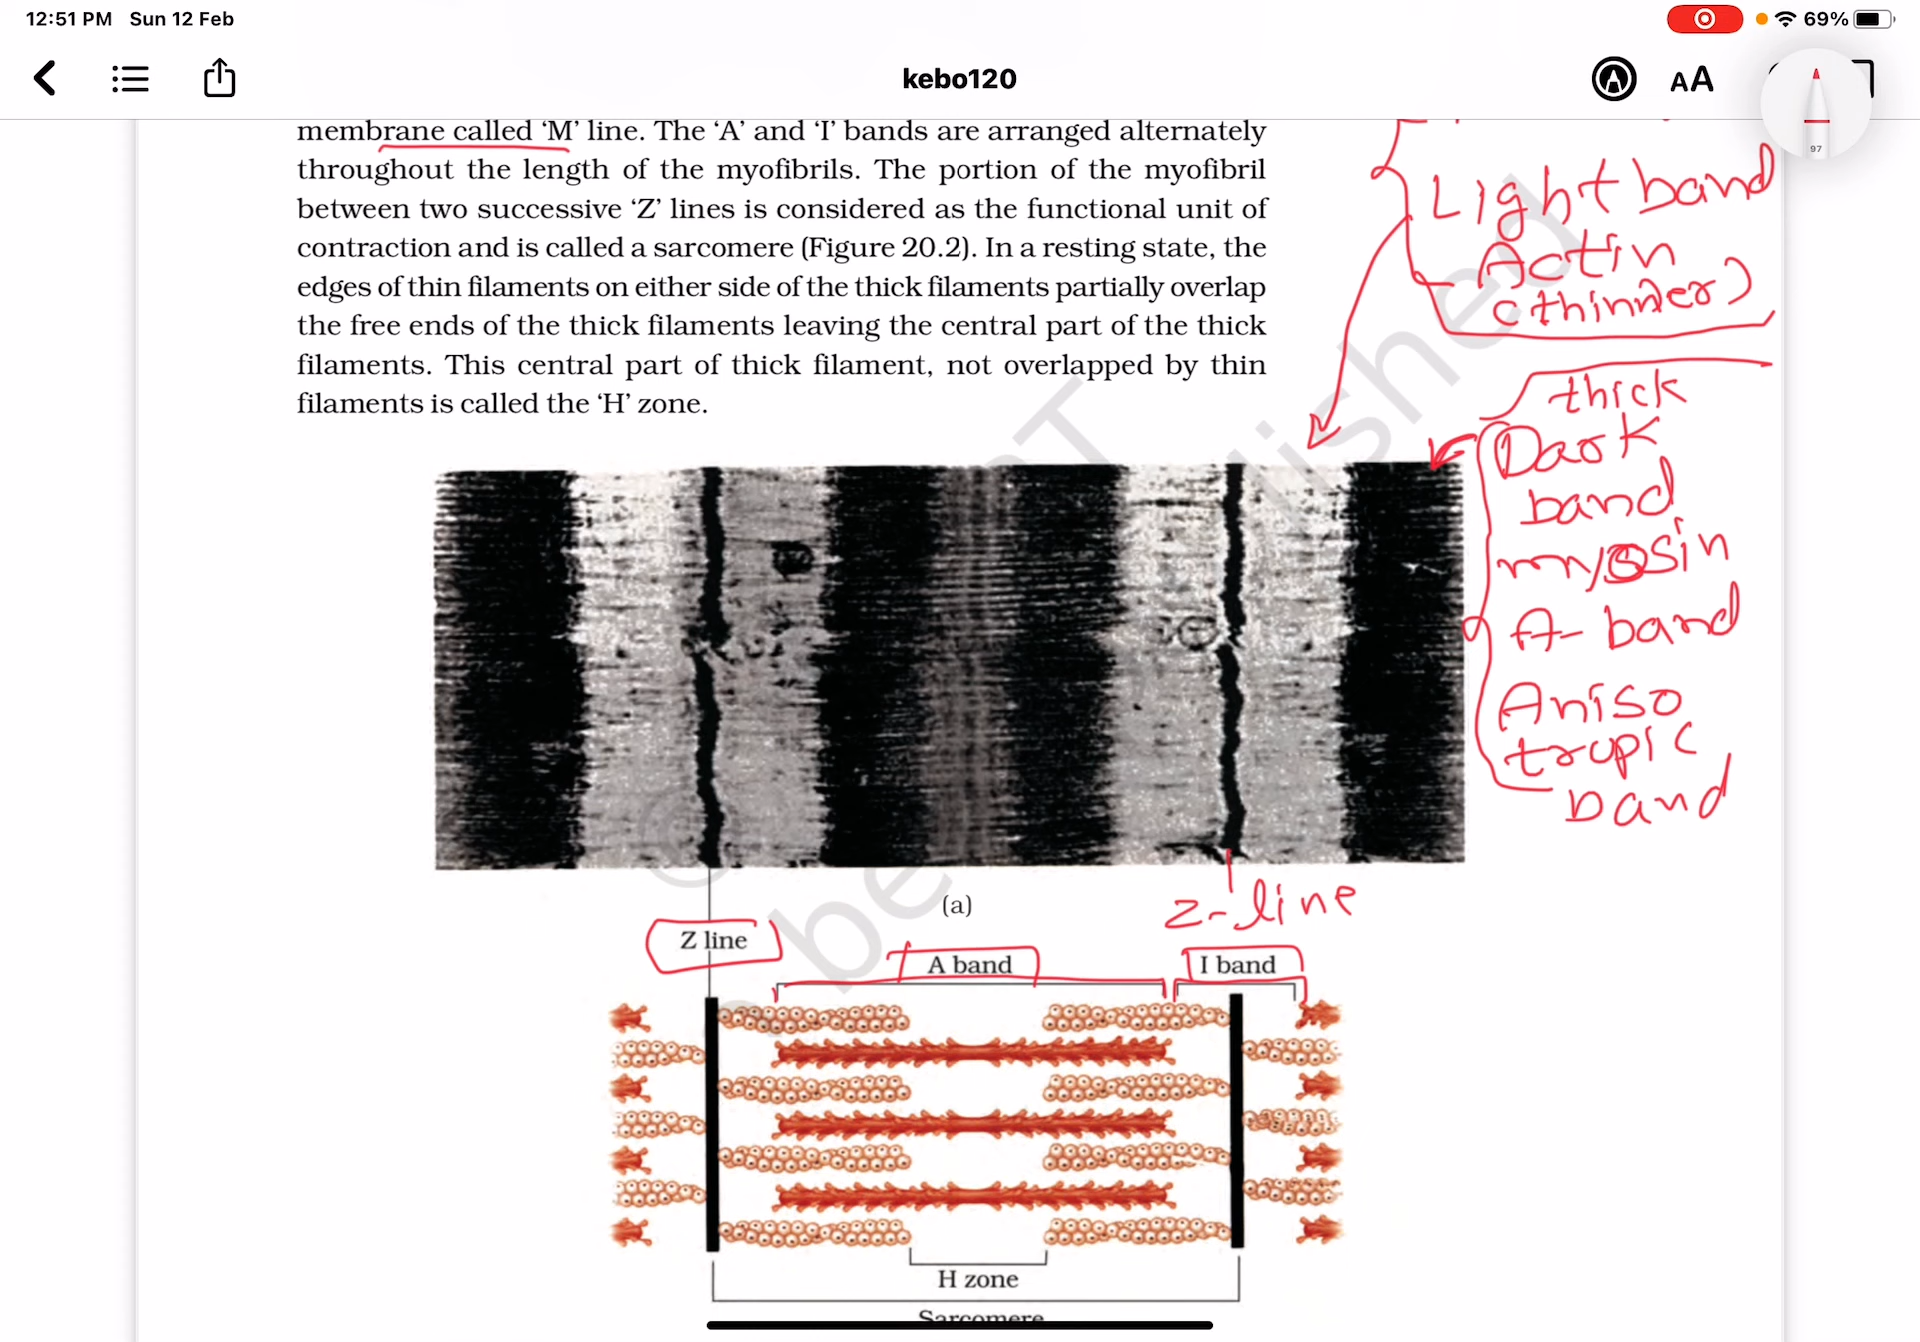 12:51 PM Sun 12 Feb
69%
kebo120
AA
97
membrane called ‘M’ line. The ‘A’ and ‘I’ bands are arranged alternately
throughout the length of the myofibrils. The portion of the myofibril
between two successive ‘Z’ lines is considered as the functional unit of
contraction and is called a sarcomere (Figure 20.2). In a resting state, the
edges of thin filaments on either side of the thick filaments partially overlap
the free ends of the thick filaments leaving the central part of the thick
filaments. This central part of thick filament, not overlapped by thin
filaments is called the ‘H’ zone.
Light band
Actin
(thinner)
thick
Dark
band
myosin
A- band
Aniso
tropic
band
(a)
z-line
Z line
A band
I band
H zone
Sarcomere